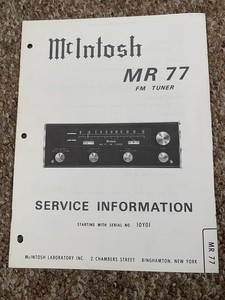 McIntosh
MR 77
FM TUNER
SERVICE INFORMATION
STARTING WITH SERIAL NO. 10Y01
McINTOSH LABORATORY INC. 2 CHAMBERS STREET BINGHAMTON, NEW YORK
MR 77